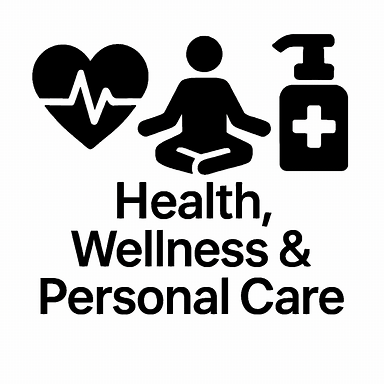 Health,
Wellness &
Personal Care